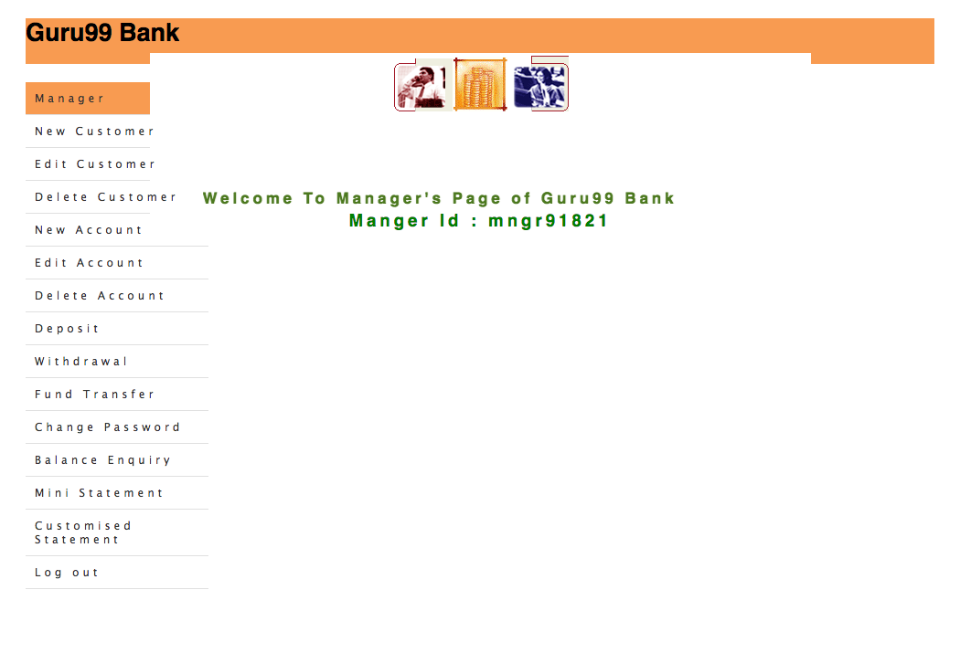 Guru99 Bank
Manager
New Customer
Edit Customer
Delete Customer
New Account
Edit Account
Delete Account
Deposit
Withdrawal
Fund Transfer
Change Password
Balance Enquiry
Mini Statement
Customised
Statement
Log out
Welcome To Manager's Page of Guru99 Bank
Manger Id : mngr91821